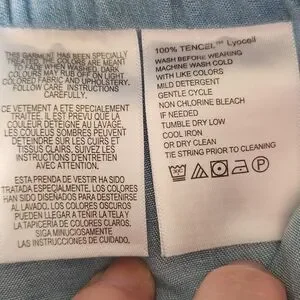 THIS GARMENT HAS BEEN SPECIALLY
TREATED. THE COLORS ARE MEANT
TO FADE WHEN WASHED. DARK
COLOURS MAY RUB OFF ON LIGHT
COLORED FABRIC AND UPHOLSTERY.
FOLLOW CARE INSTRUCTIONS
CAREFULLY.
CE VETEMENT A ETE SPECIALEMENT
TRAITEE. IL EST PREVU QUE LA
COULEUR DETEIGNE AU LAVAGE.
LES COULEUR SOMBRES PEUVENT
DETEINDRE SUR LES CUIRS ET
TISSUS CLAIRS. SUIVEZ LES
INSTRUCTIONS D'ENTRETIEN
AVEC ATTENTION.
ESTA PRENDA DE VESTIR HA SIDO
TRATADA ESPECIALMENTE. LOS COLORES
HAN SIDO DISEÑADOS PARA DESTEÑIRSE
AL LAVADO. LOS COLORES OSCUROS
PUEDEN LLEGAR A TENIR LA TELA Y
LA TAPICERIA DE COLORES CLAROS.
SIGA MINUCIOSAMENTE
LAS INSTRUCCIONES DE CUIDADO.
100% TENCEL™ Lyocell
WASH BEFORE WEARING
MACHINE WASH COLD
WITH LIKE COLORS
MILD DETERGENT
GENTLE CYCLE
NON CHLORINE BLEACH
IF NEEDED
TUMBLE DRY LOW
COOL IRON
OR DRY CLEAN
TIE STRING PRIOR TO CLEANING